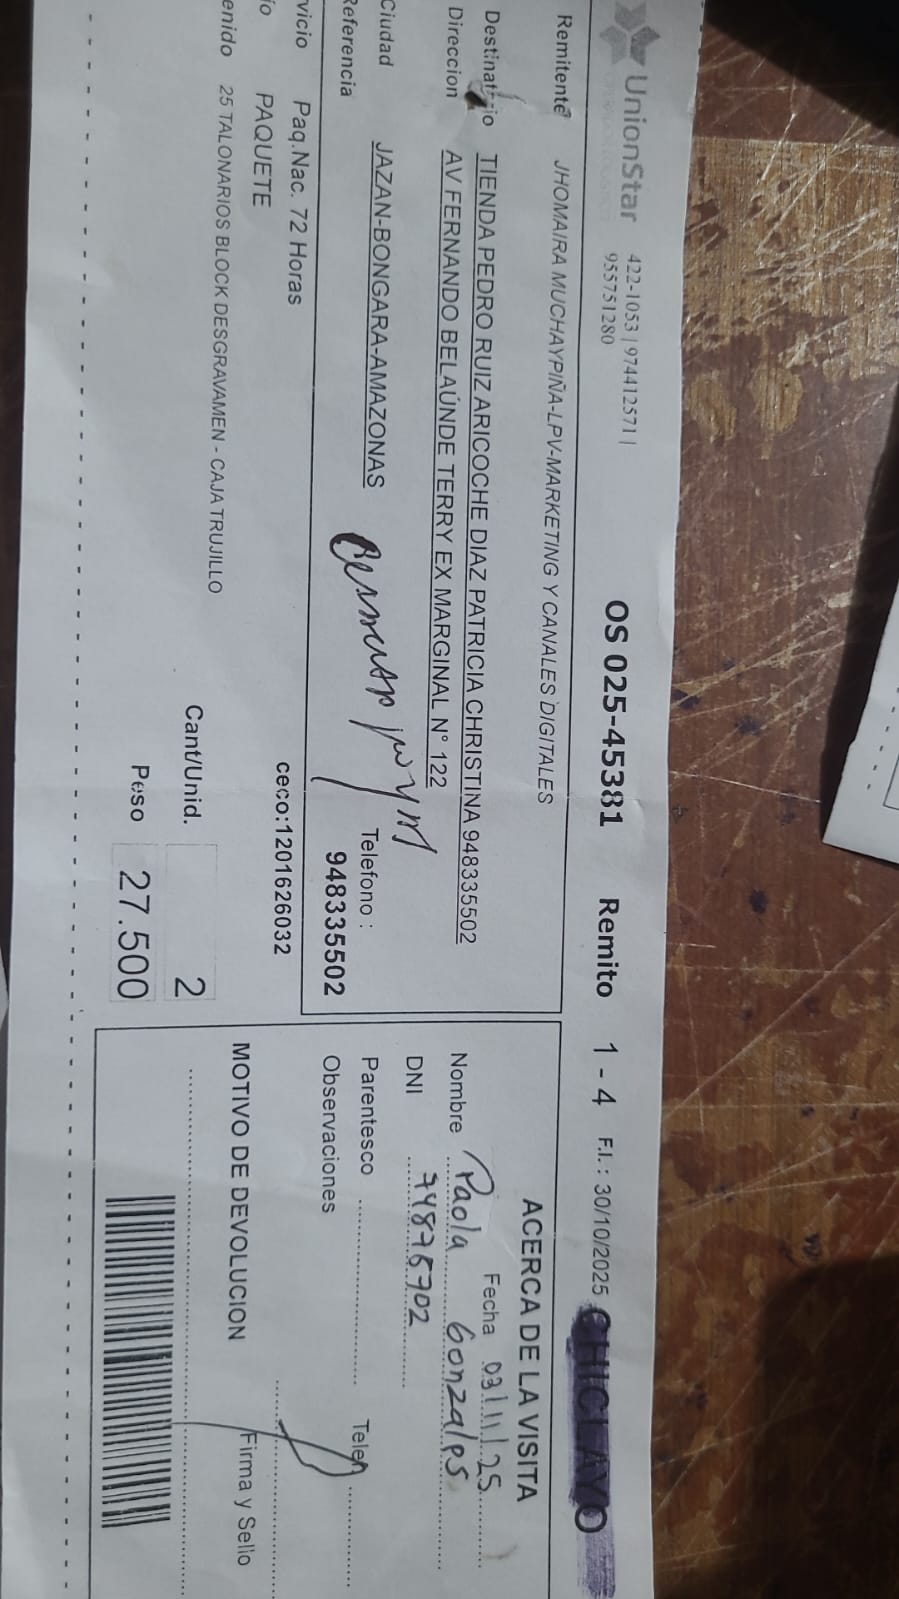 UnionStar
422-1053 | 974412571 |
955751280
OS 025-45381 Remito 1 - 4 F.I. : 30/10/2025 CHICLAYO
Remitente JHOMAIRA MUCHAYPIÑA-LPV-MARKETING Y CANALES DIGITALES
Destinatario TIENDA PEDRO RUIZ ARICOCHE DIAZ PATRICIA CHRISTINA 948335502
Direccion AV FERNANDO BELAÚNDE TERRY EX MARGINAL N° 122
Ciudad JAZAN-BONGARA-AMAZONAS
Telefono :
Referencia 948335502
vicio Paq.Nac. 72 Horas
ceco:1201626032
io PAQUETE
enido 25 TALONARIOS BLOCK DESGRAVAMEN - CAJA TRUJILLO
Cant/Unid. 2
Peso 27.500
ACERCA DE LA VISITA
Fecha 03/11/25
Nombre Paola Gonzales
DNI 74875702
Parentesco Telef
Observaciones
Firma y Sello
MOTIVO DE DEVOLUCION